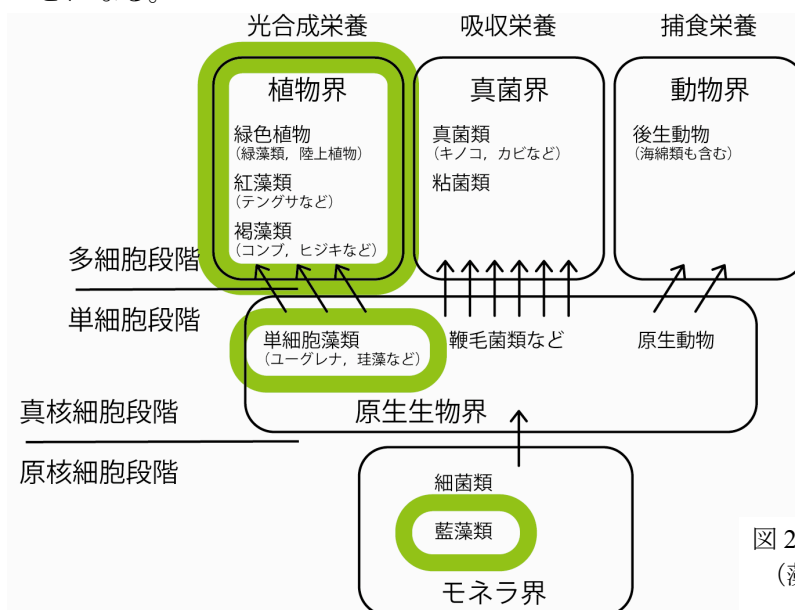 光合成栄養 吸収栄養 捕食栄養
植物界 真菌界 動物界
緑色植物 真菌類 後生動物
(緑藻類，陸上植物) (キノコ，カビなど) (海綿類も含む)
紅藻類 粘菌類
(テングサなど)
褐藻類
(コンブ，ヒジキなど)
多細胞段階
単細胞段階
単細胞藻類 鞭毛菌類など 原生動物
(ユーグレナ，珪藻など)
真核細胞段階 原生生物界
原核細胞段階
細菌類
藍藻類
図 2
モネラ界